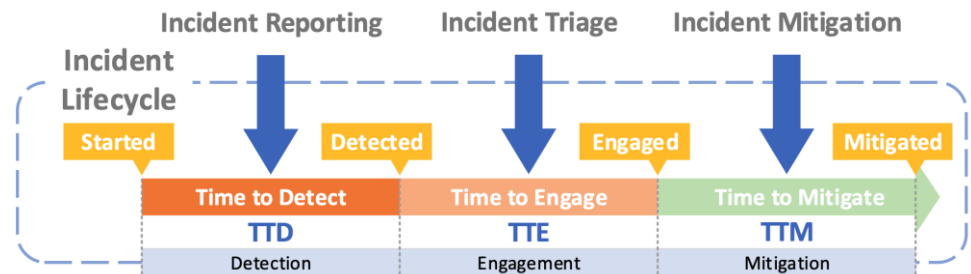 Incident Reporting
Incident Triage
Incident Mitigation
Incident
Lifecycle
Started
Detected
Engaged
Mitigated
Time to Detect
Time to Engage
Time to Mitigate
TTD
TTE
TTM
Detection
Engagement
Mitigation